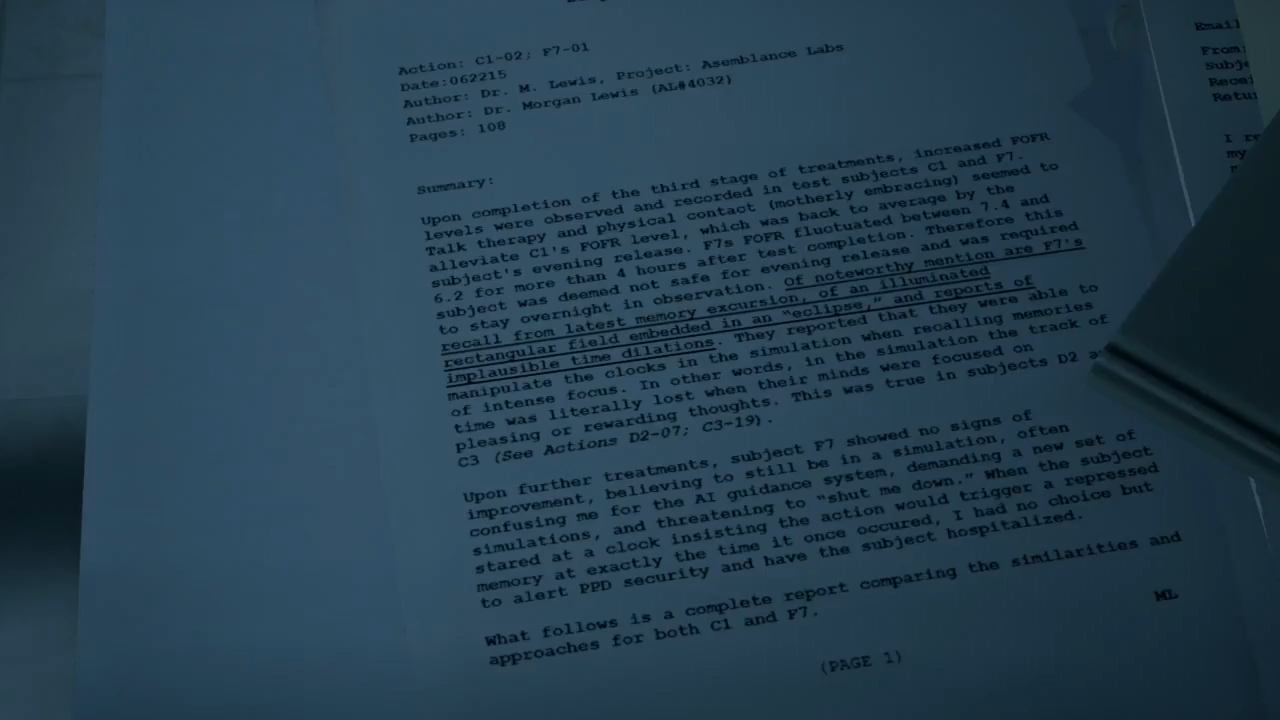 Action: C1-02; F7-01
Date:062215
Author: Dr. M. Lewis, Project: Asemblance Labs
Author: Dr. Morgan Lewis (AL#4032)
Pages: 108
Summary:
Upon completion of the third stage of treatments, increased FOFR
levels were observed and recorded in test subjects C1 and F7.
Talk therapy and physical contact (motherly embracing) seemed to
alleviate C1's FOFR level, which was back to average by the
subject's evening release. F7s FOFR fluctuated between 7.4 and
6.2 for more than 4 hours after test completion. Therefore this
subject was deemed not safe for evening release and was required
to stay overnight in observation. Of noteworthy mention are F7's
recall from latest memory excursion, of an illuminated
rectangular field embedded in an "eclipse," and reports of
implausible time dilations. They reported that they were able to
manipulate the clocks in the simulation when recalling memories
of intense focus. In other words, in the simulation the track of
time was literally lost when their minds were focused on
pleasing or rewarding thoughts. This was true in subjects D2
C3 (See Actions D2-07; C3-19).
Upon further treatments, subject F7 showed no signs of
improvement, believing to still be in a simulation, often
confusing me for the AI guidance system, demanding a new set of
simulations, and threatening to "shut me down." When the subject
stared at a clock insisting the action would trigger a repressed
memory at exactly the time it once occured, I had no choice but
to alert PPD security and have the subject hospitalized.
What follows is a complete report comparing the similarities and
approaches for both C1 and F7.
ML
(PAGE 1)
Email
From:
I
my